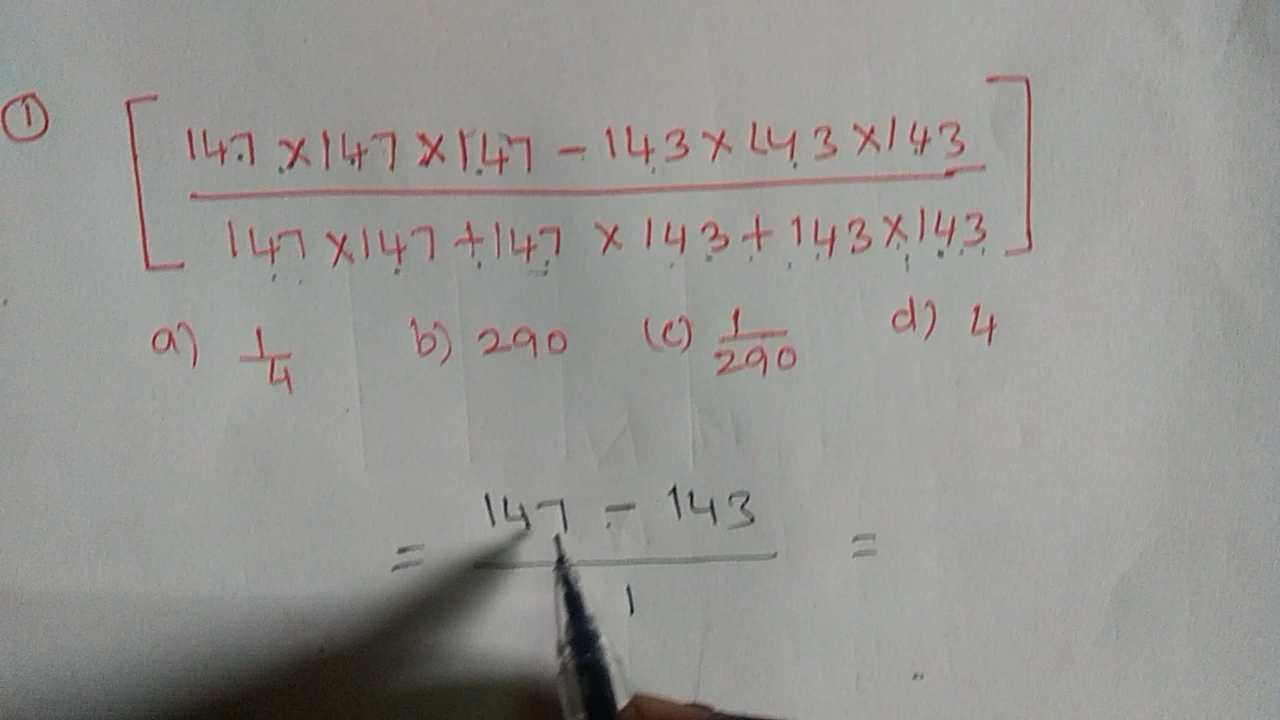 ① [ 147 × 147 × 147 – 143 × 143 × 143
147 × 147 + 147 × 143 + 143 × 143 ]
a) 1/4 b) 290 (c) 1/290 d) 4
= 147 – 143 =
1